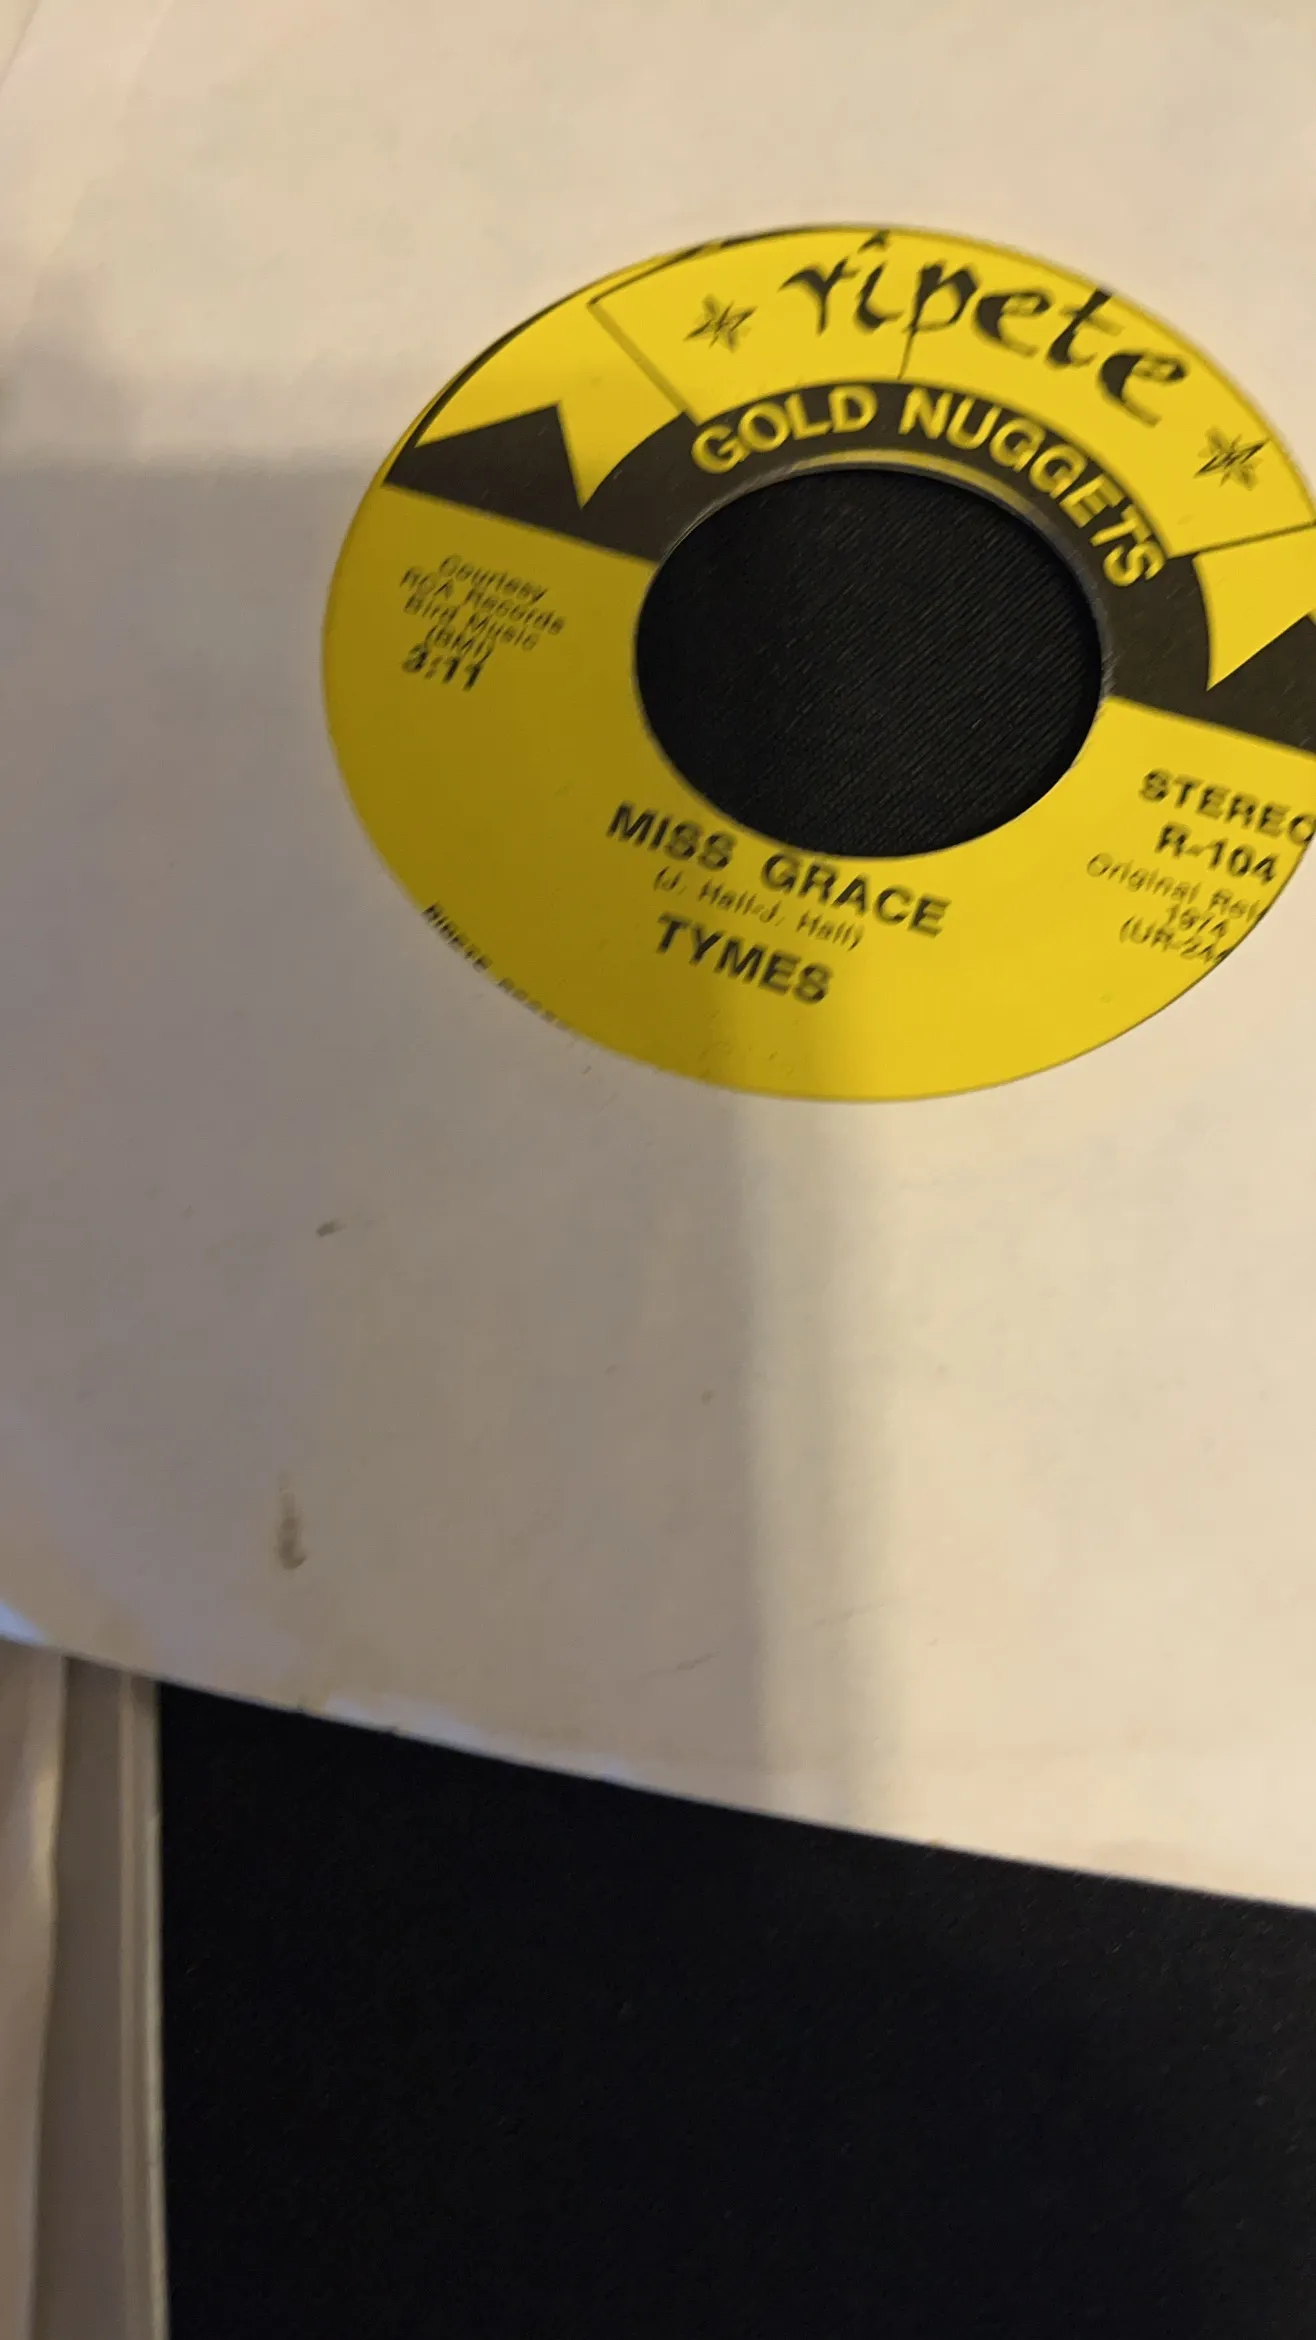 ripete
GOLD NUGGETS
Courtesy
RCA Records
Bird Music
(BMI)
3:11
STEREO
R-104
Original
1974
MISS GRACE
(J. Hall-J. Hall)
TYMES
RIPETE